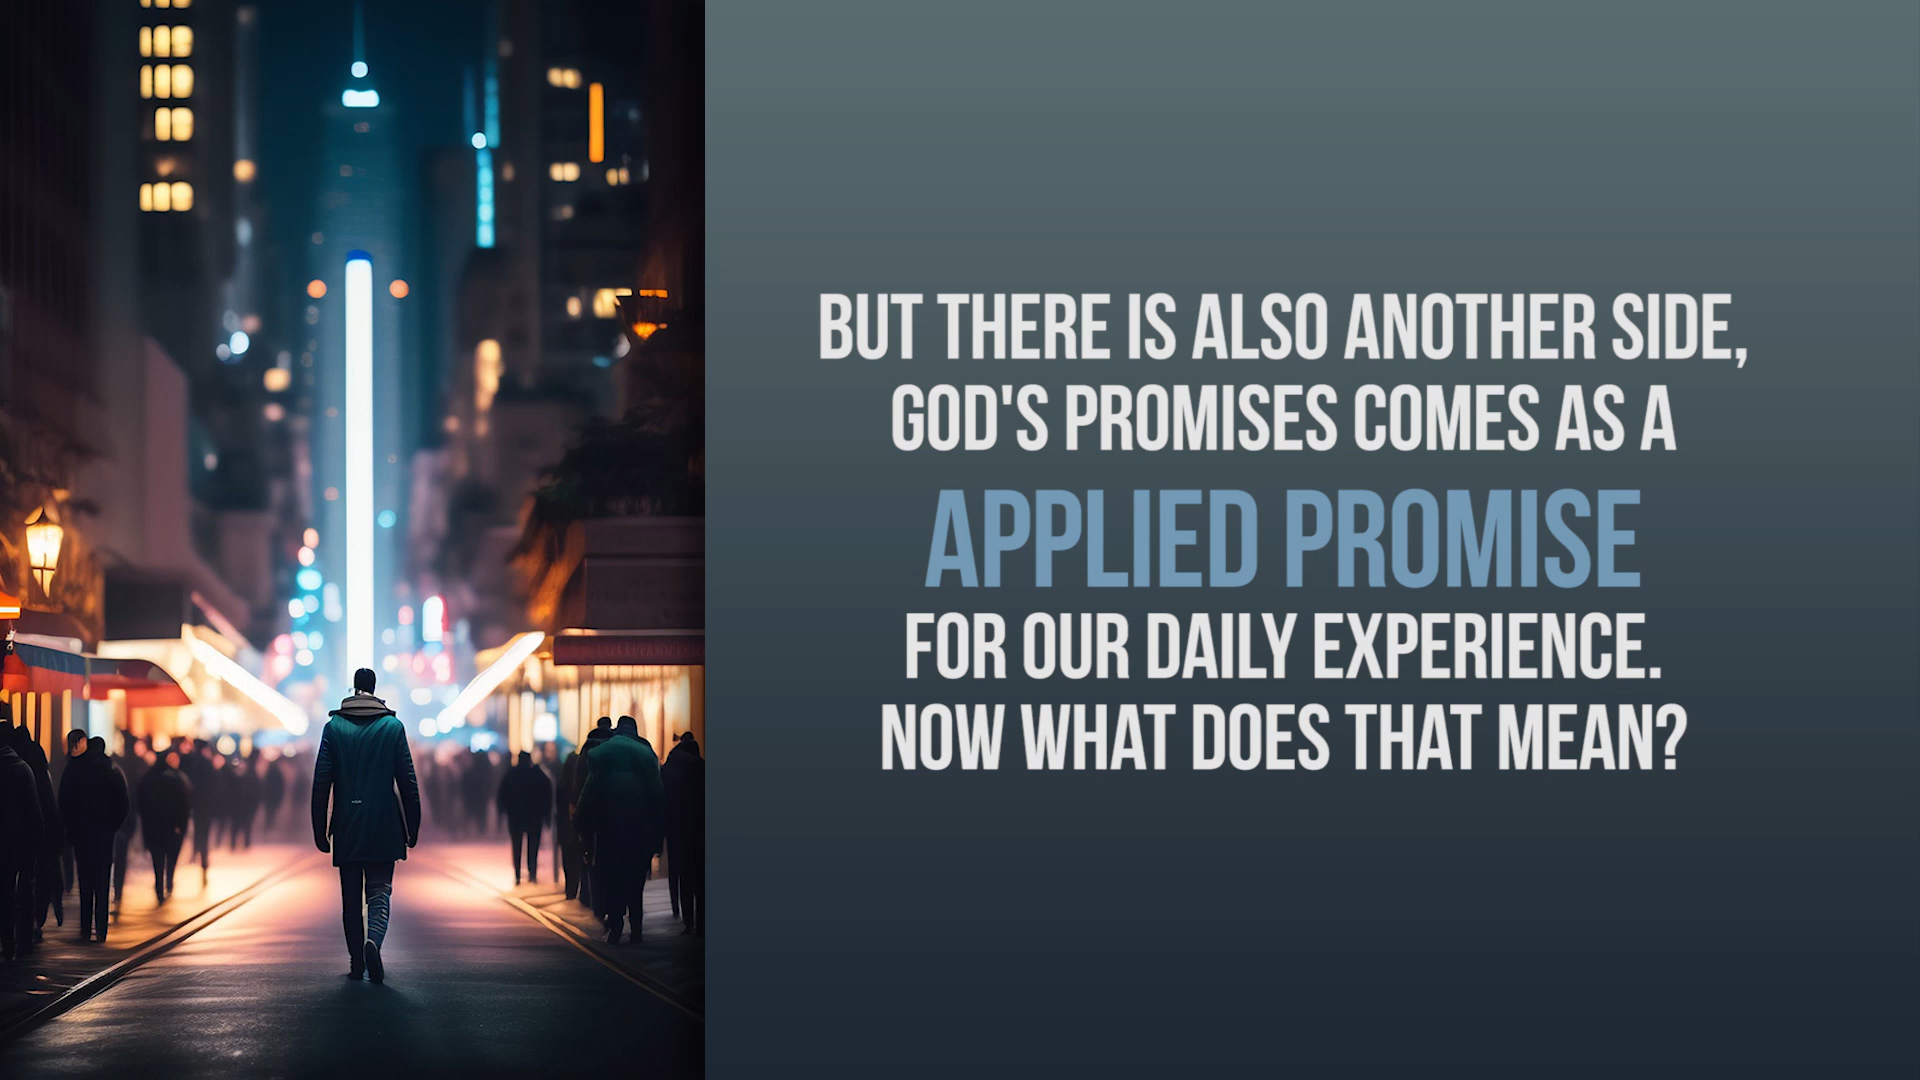 BUT THERE IS ALSO ANOTHER SIDE,
GOD'S PROMISES COMES AS A
APPLIED PROMISE
FOR OUR DAILY EXPERIENCE.
NOW WHAT DOES THAT MEAN?